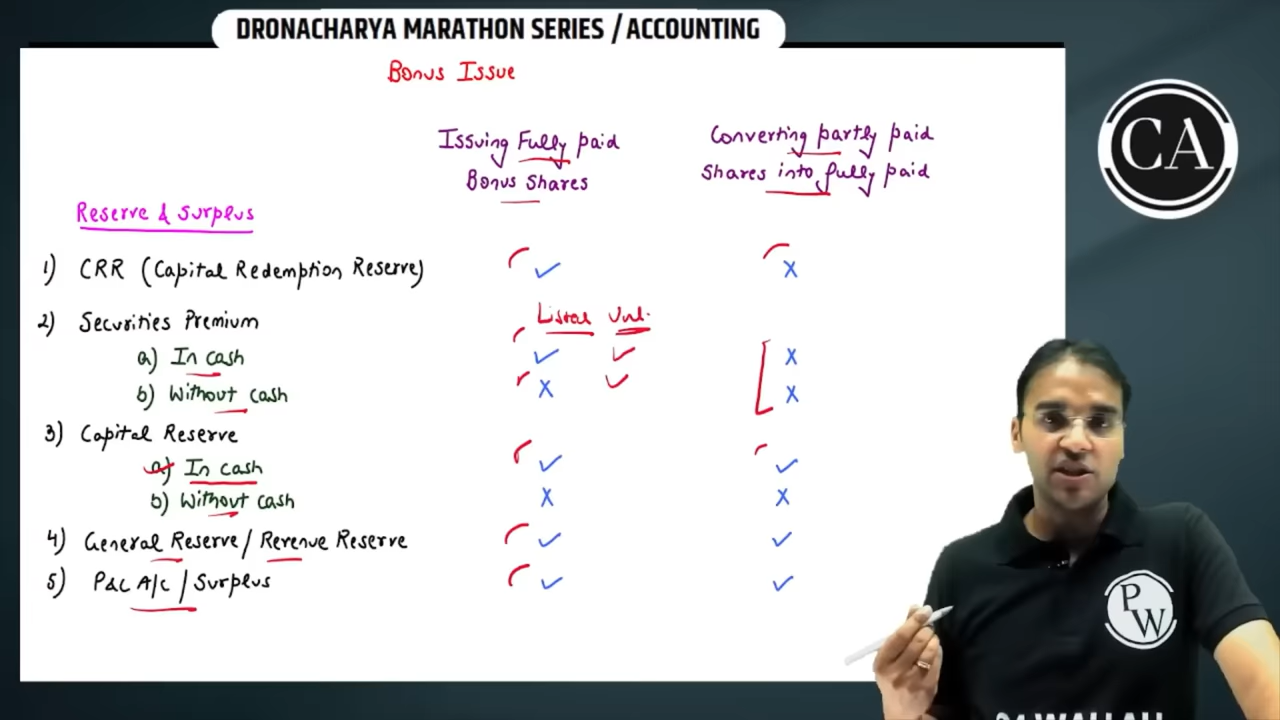 DRONACHARYA MARATHON SERIES / ACCOUNTING
Bonus Issue
CA
Issuing Fully paid
Bonus Shares
Converting partly paid
Shares into fully paid
Reserve & Surplus
1) CRR (Capital Redemption Reserve) ✓ X
2) Securities Premium Listed Unl.
a) In cash ✓ ✓ X
b) Without cash X ✓ X
3) Capital Reserve
a) In cash ✓ ✓
b) Without cash X X
4) General Reserve / Revenue Reserve ✓ ✓
5) P&L A/c / Surplus ✓ ✓
PW